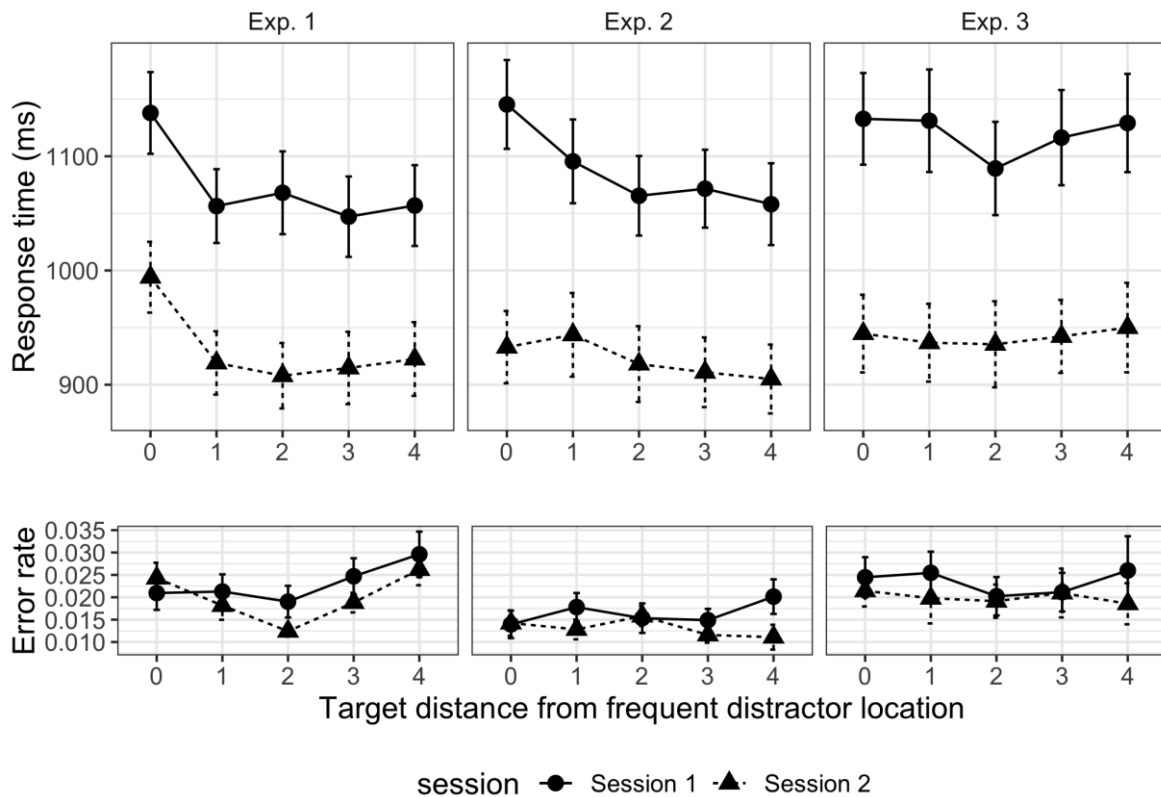 Exp. 1 Exp. 2 Exp. 3
Response time (ms)
1100
1000
900
0 1 2 3 4 0 1 2 3 4 0 1 2 3 4
Error rate
0.035
0.030
0.025
0.020
0.015
0.010
0 1 2 3 4 0 1 2 3 4 0 1 2 3 4
Target distance from frequent distractor location
session Session 1 Session 2